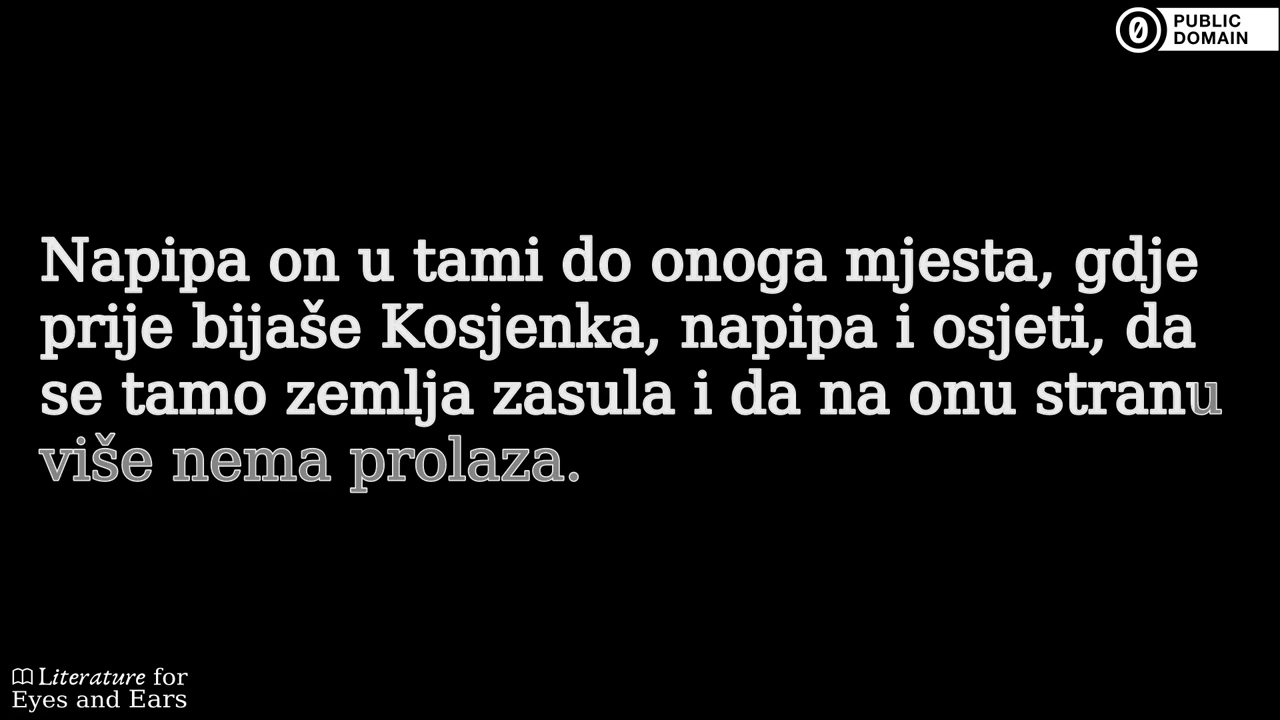 PUBLIC
DOMAIN
Napipa on u tami do onoga mjesta, gdje
prije bijaše Kosjenka, napipa i osjeti, da
se tamo zemlja zasula i da na onu stranu
više nema prolaza.
Literature for
Eyes and Ears